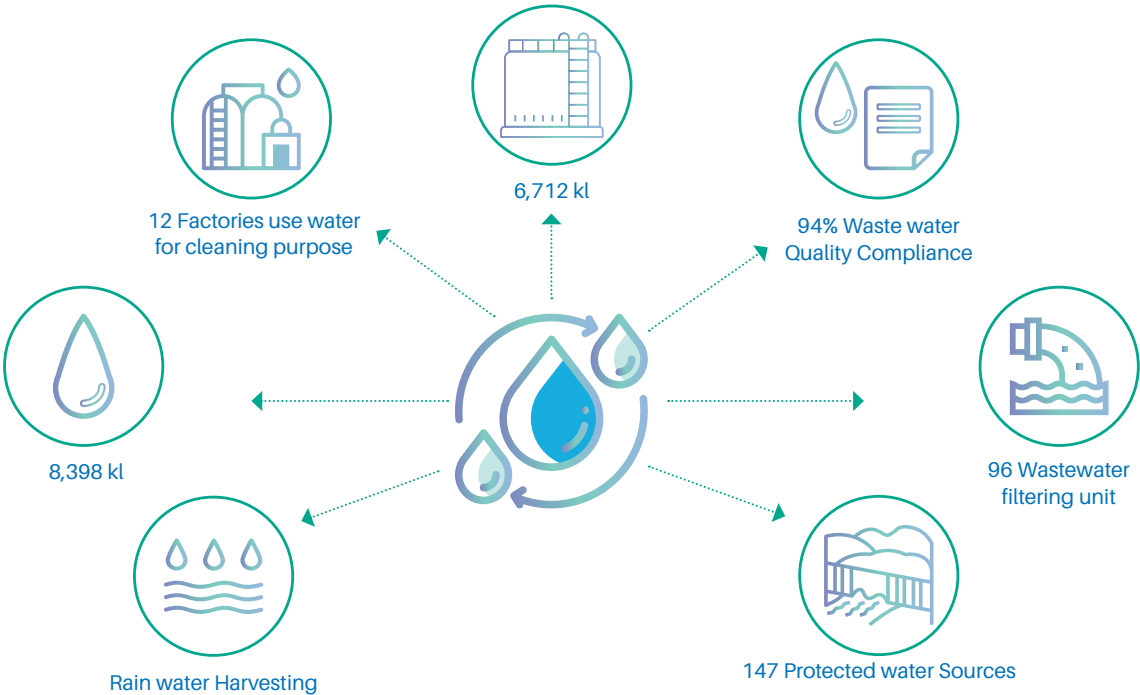 6,712 kl
12 Factories use water
for cleaning purpose
94% Waste water
Quality Compliance
8,398 kl
96 Wastewater
filtering unit
Rain water Harvesting
147 Protected water Sources